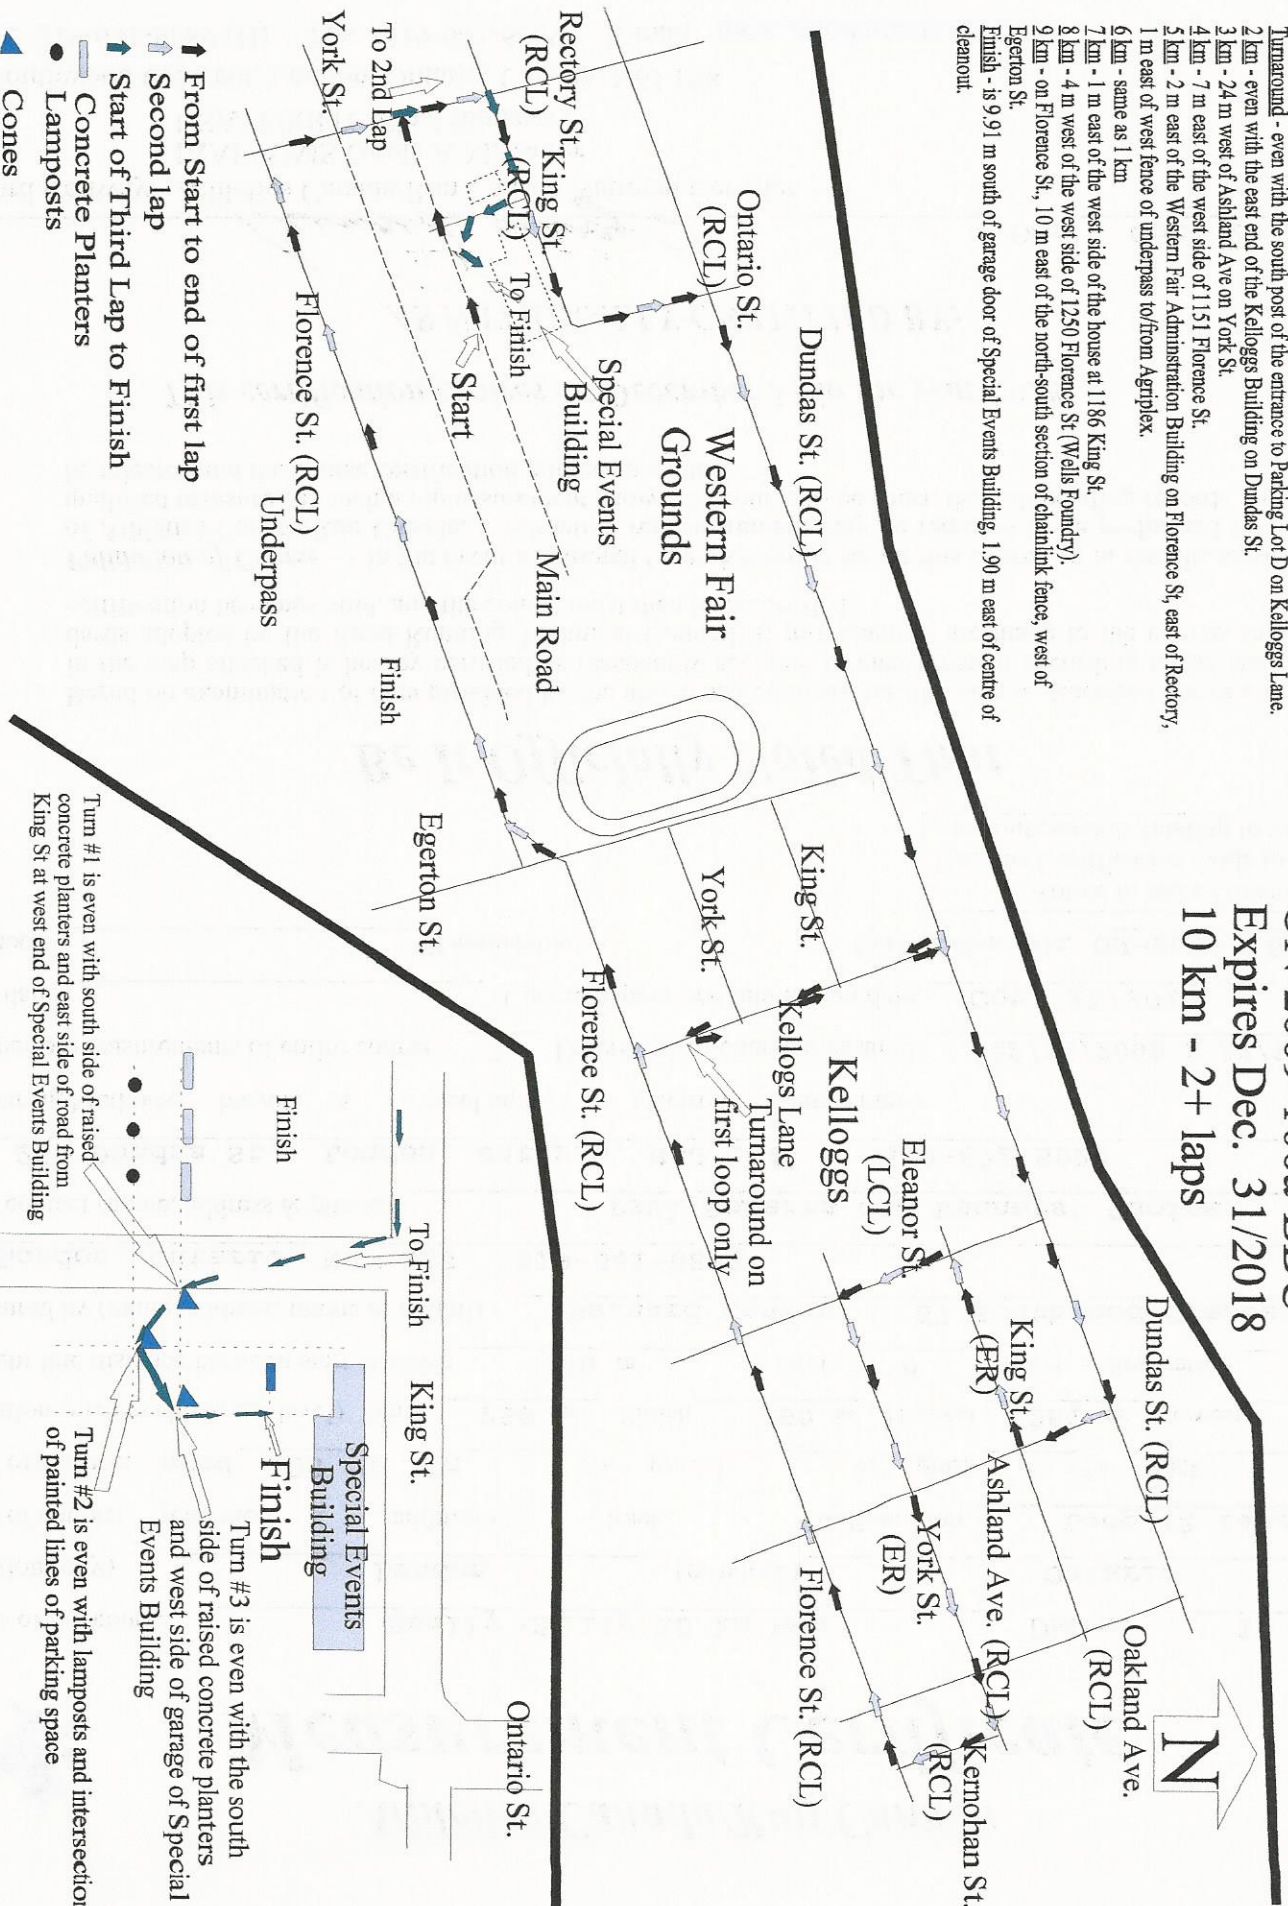 Expires Dec. 31/2018
10 km - 2+ laps
Turnaround - even with the south post of the entrance to Parking Lot D on Kelloggs Lane.
2 km - even with the east end of the Kelloggs Building on Dundas St.
3 km - 24 m west of Ashland Ave on York St.
4 km - 7 m east of the west side of 1151 Florence St.
5 km - 2 m east of the Western Fair Adminstration Building on Florence St, east of Rectory,
1 m east of west fence of underpass to/from Agriplex.
6 km - same as 1 km
7 km - 1 m east of the west side of the house at 1186 King St.
8 km - 4 m west of the west side of 1250 Florence St (Wells Foundry).
9 km - on Florence St., 10 m east of the north-south section of chainlink fence, west of
Egerton St.
Finish - is 9.91 m south of garage door of Special Events Building, 1.90 m east of centre of
cleanout.
N
Dundas St. (RCL)
Oakland Ave.
(RCL)
Dundas St. (RCL)
Ontario St.
(RCL)
Rectory St.
(RCL)
King St.
(RCL)
Western Fair
Grounds
Special Events
Building
To Finish
Start
Main Road
To 2nd Lap
York St.
Florence St. (RCL)
Underpass
Finish
Egerton St.
King St.
York St.
Kellogs Lane
Kelloggs
Turnaround on
first loop only
Florence St. (RCL)
Eleanor St.
(LCL)
King St.
(ER)
Ashland Ave. (RCL)
York St.
(ER)
Florence St. (RCL)
Kernohan St.
(RCL)
From Start to end of first lap
Second lap
Start of Third Lap to Finish
Concrete Planters
Lamposts
Cones
Turn #1 is even with south side of raised
concrete planters and east side of road from
King St at west end of Special Events Building
Finish
To Finish
King St.
Special Events
Building
Finish
Ontario St.
Turn #3 is even with the south
side of raised concrete planters
and west side of garage of Special
Events Building
Turn #2 is even with lamposts and intersection
of painted lines of parking space